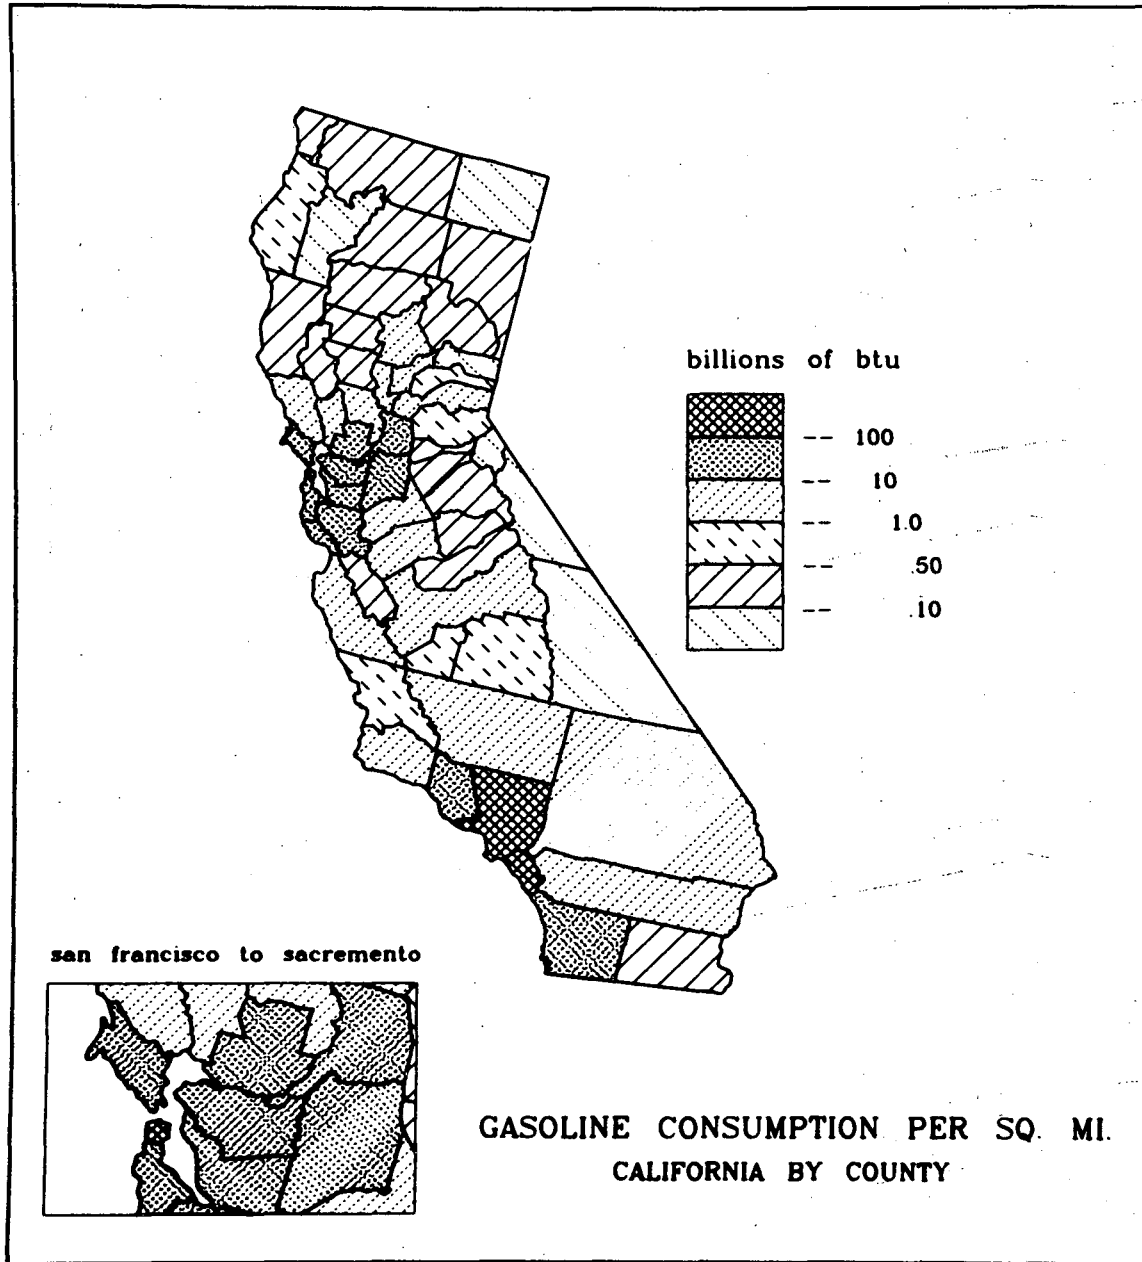 billions of btu
-- 100
-- 10
-- 1.0
-- .50
-- .10
san francisco to sacremento
GASOLINE CONSUMPTION PER SQ. MI.
CALIFORNIA BY COUNTY